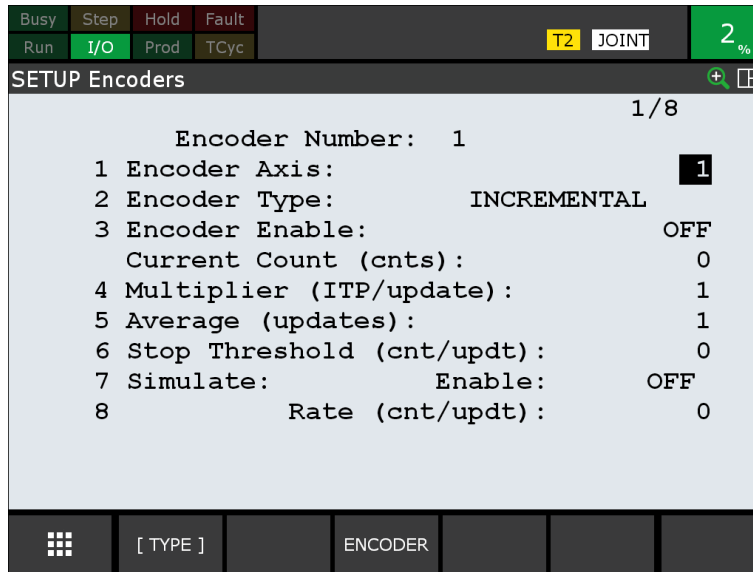 Busy Step Hold Fault
Run I/O Prod TCyc T2 JOINT 2 %
SETUP Encoders
1/8
Encoder Number: 1
1 Encoder Axis: 1
2 Encoder Type: INCREMENTAL
3 Encoder Enable: OFF
Current Count (cnts): 0
4 Multiplier (ITP/update): 1
5 Average (updates): 1
6 Stop Threshold (cnt/updt): 0
7 Simulate: Enable: OFF
8 Rate (cnt/updt): 0
[ TYPE ] ENCODER